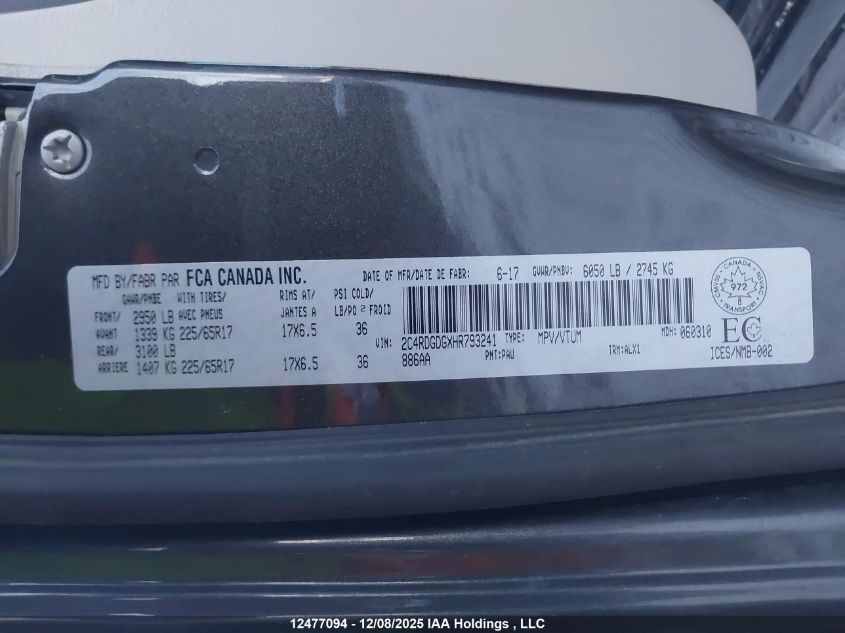 MFD BY/FABR PAR FCA CANADA INC. DATE OF MFR/DATE DE FABR: 6-17 GVWR/PNBV: 6050 LB / 2745 KG
GAWR/PNBE WITH TIRES/ RIMS AT/ PSI COLD/
FRONT/ 2950 LB AVEC PNEUS JANTES A LB/PO² FROID
AVANT 1339 KG 225/65R17 17X6.5 36
REAR/ 3100 LB
ARRIERE 1407 KG 225/65R17 17X6.5 36
VIN: 2C4RDGDGXHR793241 TYPE: MPV/VTUM MDH: 060310
886AA PNT:PAU TRM:ALX1
CMVSS CANADA NSVAC
972
B
TRANSPORT
EC
ICES/NMB-002
12477094 - 12/08/2025 IAA Holdings , LLC